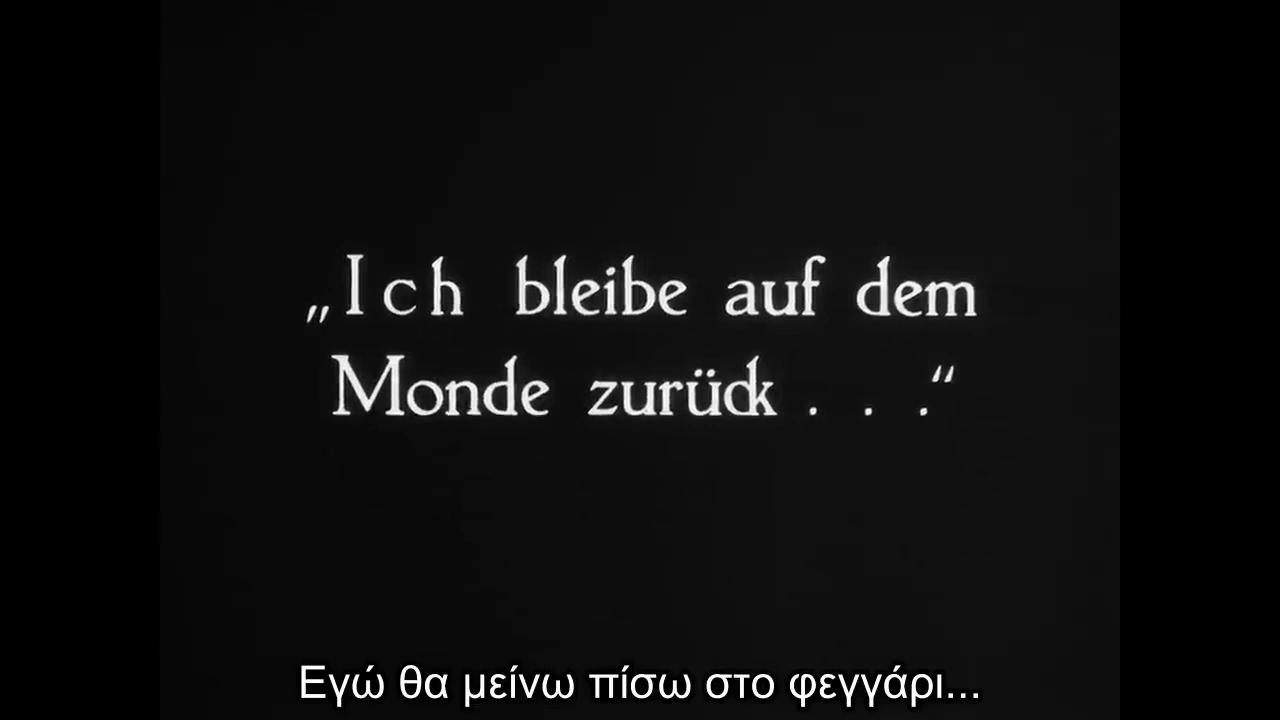 „Ich bleibe auf dem
Monde zurück . . .“
Εγώ θα μείνω πίσω στο φεγγάρι...